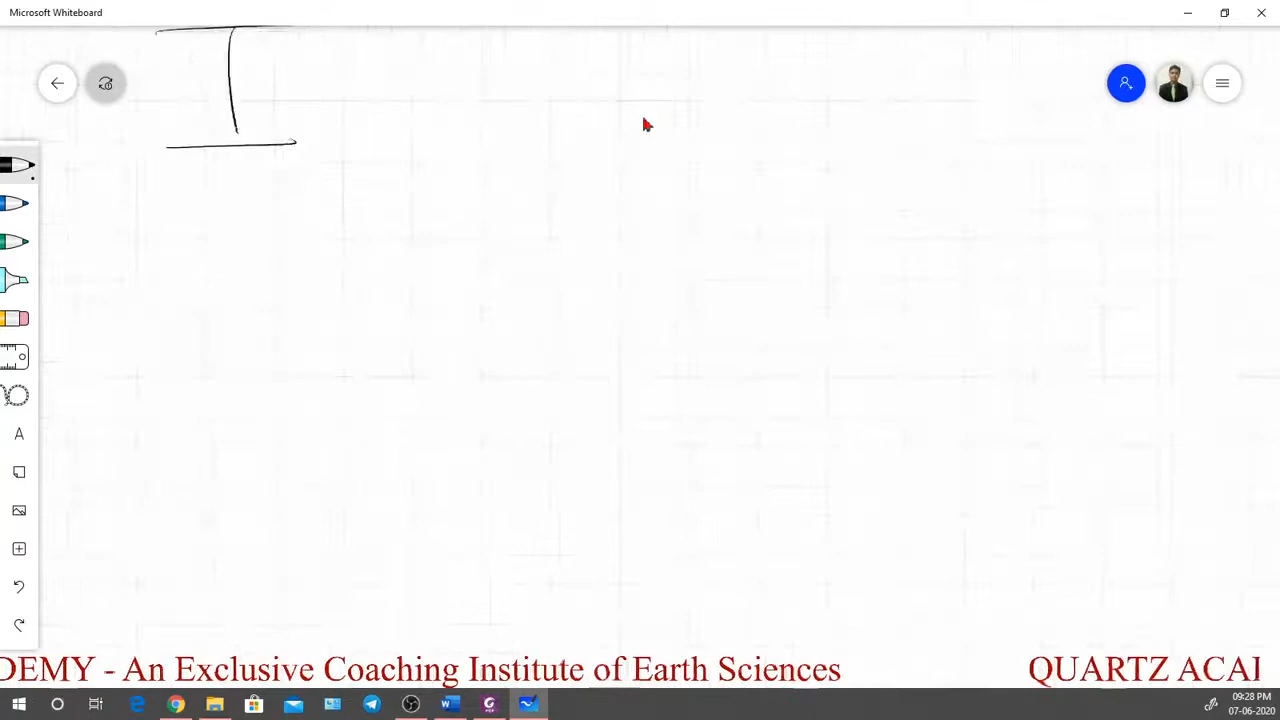 Microsoft Whiteboard
I
A
DEMY - An Exclusive Coaching Institute of Earth Sciences QUARTZ ACAI
09:28 PM
07-06-2020